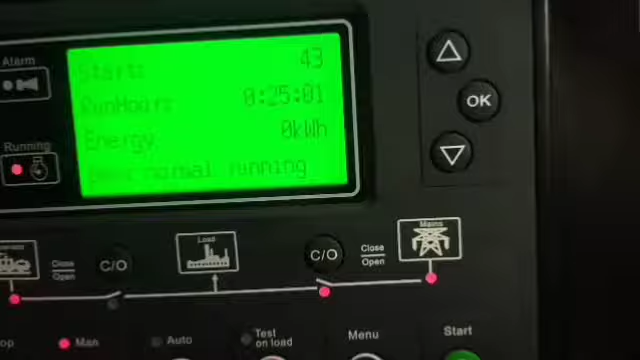 Alarm
Starts 43
RunHours 0:25:01
Energy 0kWh
normal running
Running
OK
Load
Mains
C/O
Close
Open
C/O
Close
Open
Man
Auto
Test
on load
Menu
Start